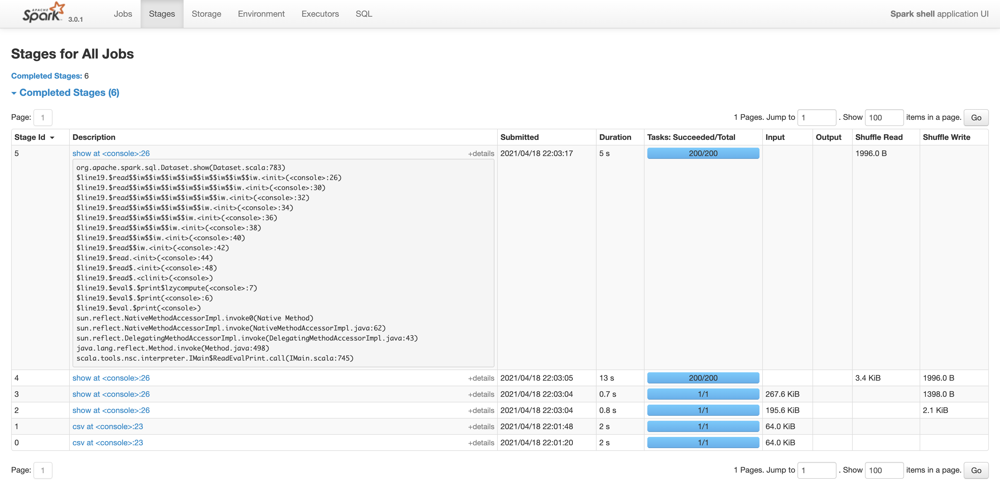 APACHE Spark 3.0.1 Jobs Stages Storage Environment Executors SQL Spark shell application UI
Stages for All Jobs
Completed Stages: 6
Completed Stages (6)
Page: 1 1 Pages. Jump to 1 . Show 100 items in a page. Go
Stage Id Description Submitted Duration Tasks: Succeeded/Total Input Output Shuffle Read Shuffle Write
5 show at <console>:26 +details 2021/04/18 22:03:17 5 s 200/200 1996.0 B
org.apache.spark.sql.Dataset.show(Dataset.scala:783)
$line19.$read$$iw$$iw$$iw$$iw$$iw$$iw$$iw$$iw.<init>(<console>:26)
$line19.$read$$iw$$iw$$iw$$iw$$iw$$iw$$iw.<init>(<console>:30)
$line19.$read$$iw$$iw$$iw$$iw$$iw$$iw.<init>(<console>:32)
$line19.$read$$iw$$iw$$iw$$iw$$iw.<init>(<console>:34)
$line19.$read$$iw$$iw$$iw$$iw.<init>(<console>:36)
$line19.$read$$iw$$iw$$iw.<init>(<console>:38)
$line19.$read$$iw$$iw.<init>(<console>:40)
$line19.$read$$iw.<init>(<console>:42)
$line19.$read.<init>(<console>:44)
$line19.$read$.<init>(<console>:48)
$line19.$read$.<clinit>(<console>)
$line19.$eval$.$print$lzycompute(<console>:7)
$line19.$eval$.$print(<console>:6)
$line19.$eval.$print(<console>)
sun.reflect.NativeMethodAccessorImpl.invoke0(Native Method)
sun.reflect.NativeMethodAccessorImpl.invoke(NativeMethodAccessorImpl.java:62)
sun.reflect.DelegatingMethodAccessorImpl.invoke(DelegatingMethodAccessorImpl.java:43)
java.lang.reflect.Method.invoke(Method.java:498)
scala.tools.nsc.interpreter.IMain$ReadEvalPrint.call(IMain.scala:745)
4 show at <console>:26 +details 2021/04/18 22:03:05 13 s 200/200 3.4 KiB 1996.0 B
3 show at <console>:26 +details 2021/04/18 22:03:04 0.7 s 1/1 267.6 KiB 1398.0 B
2 show at <console>:26 +details 2021/04/18 22:03:04 0.8 s 1/1 195.6 KiB 2.1 KiB
1 csv at <console>:23 +details 2021/04/18 22:01:48 2 s 1/1 64.0 KiB
0 csv at <console>:23 +details 2021/04/18 22:01:20 2 s 1/1 64.0 KiB
Page: 1 1 Pages. Jump to 1 . Show 100 items in a page. Go